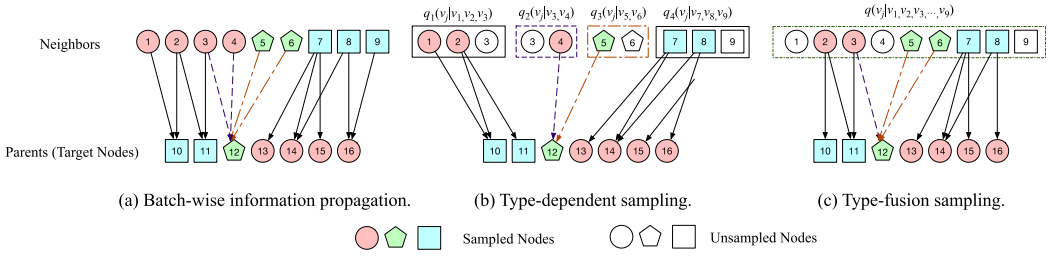 q1(vj|v1,v2,v3) q2(vj|v3,v4) q3(vj|v5,v6) q4(vj|v7,v8,v9) q(vj|v1,v2,v3,···,v9)
Neighbors 1 2 3 4 5 6 7 8 9 1 2 3 3 4 5 6 7 8 9 1 2 3 4 5 6 7 8 9
Parents (Target Nodes) 10 11 12 13 14 15 16 10 11 12 13 14 15 16 10 11 12 13 14 15 16
(a) Batch-wise information propagation. (b) Type-dependent sampling. (c) Type-fusion sampling.
Sampled Nodes Unsampled Nodes